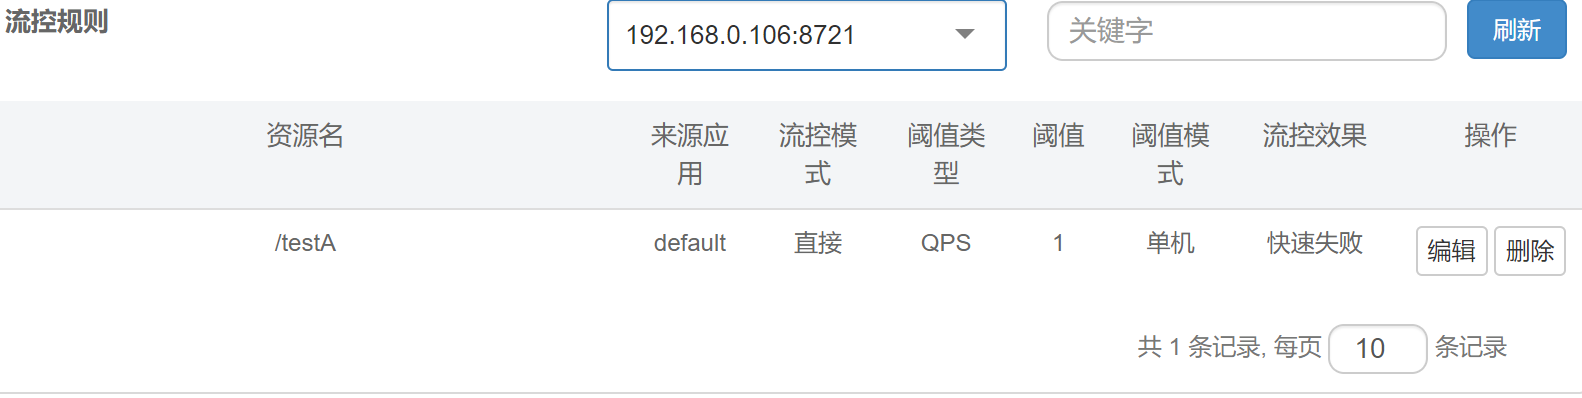 流控规则
192.168.0.106:8721
关键字
刷新
资源名
来源应
用
流控模
式
阈值类
型
阈值
阈值模
式
流控效果
操作
/testA
default
直接
QPS
1
单机
快速失败
编辑
删除
共 1 条记录, 每页
10
条记录